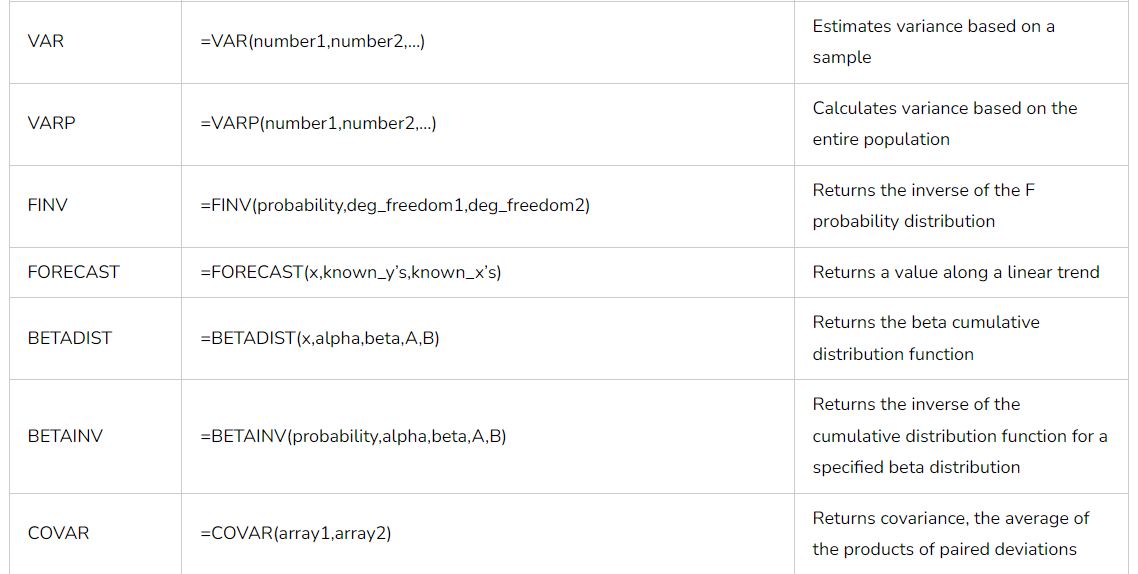 VAR =VAR(number1,number2,…) Estimates variance based on a
sample
VARP =VARP(number1,number2,…) Calculates variance based on the
entire population
FINV =FINV(probability,deg_freedom1,deg_freedom2) Returns the inverse of the F
probability distribution
FORECAST =FORECAST(x,known_y’s,known_x’s) Returns a value along a linear trend
BETADIST =BETADIST(x,alpha,beta,A,B) Returns the beta cumulative
distribution function
BETAINV =BETAINV(probability,alpha,beta,A,B) Returns the inverse of the
cumulative distribution function for a
specified beta distribution
COVAR =COVAR(array1,array2) Returns covariance, the average of
the products of paired deviations